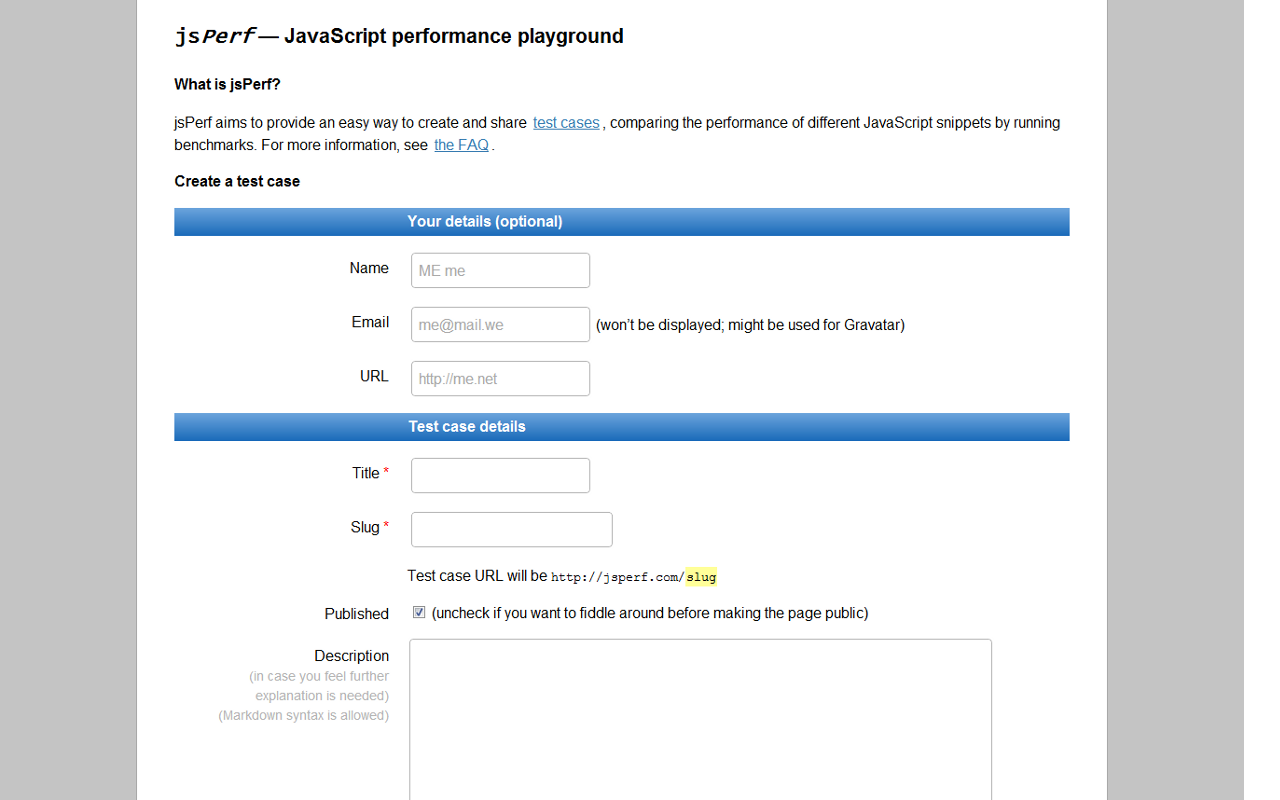 jsPerf — JavaScript performance playground
What is jsPerf?
jsPerf aims to provide an easy way to create and share test cases, comparing the performance of different JavaScript snippets by running
benchmarks. For more information, see the FAQ.
Create a test case
Your details (optional)
Name ME me
Email me@mail.we (won't be displayed; might be used for Gravatar)
URL http://me.net
Test case details
Title *
Slug *
Test case URL will be http://jsperf.com/slug
Published (uncheck if you want to fiddle around before making the page public)
Description
(in case you feel further
explanation is needed)
(Markdown syntax is allowed)